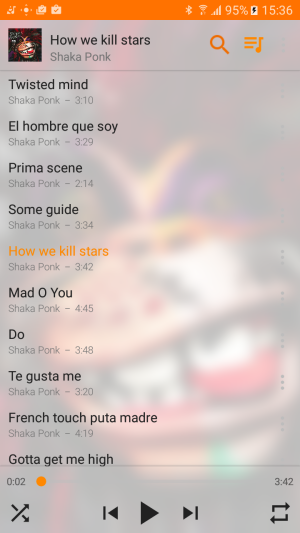 95% 15:36
How we kill stars
Shaka Ponk
Twisted mind
Shaka Ponk – 3:10
El hombre que soy
Shaka Ponk – 3:29
Prima scene
Shaka Ponk – 2:14
Some guide
Shaka Ponk – 3:34
How we kill stars
Shaka Ponk – 3:42
Mad O You
Shaka Ponk – 4:45
Do
Shaka Ponk – 3:48
Te gusta me
Shaka Ponk – 3:20
French touch puta madre
Shaka Ponk – 4:19
Gotta get me high
0:02 3:42